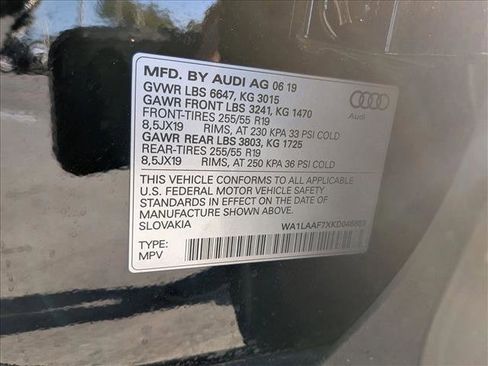 MFD. BY AUDI AG 06 19
GVWR LBS 6647, KG 3015
GAWR FRONT LBS 3241, KG 1470
FRONT-TIRES 255/55 R19
8,5JX19 RIMS, AT 230 KPA 33 PSI COLD
GAWR REAR LBS 3803, KG 1725
REAR-TIRES 255/55 R19
8,5JX19 RIMS, AT 250 KPA 36 PSI COLD
Audi
THIS VEHICLE CONFORMS TO ALL APPLICABLE
U.S. FEDERAL MOTOR VEHICLE SAFETY
STANDARDS IN EFFECT ON THE DATE OF
MANUFACTURE SHOWN ABOVE.
SLOVAKIA
TYPE:
MPV